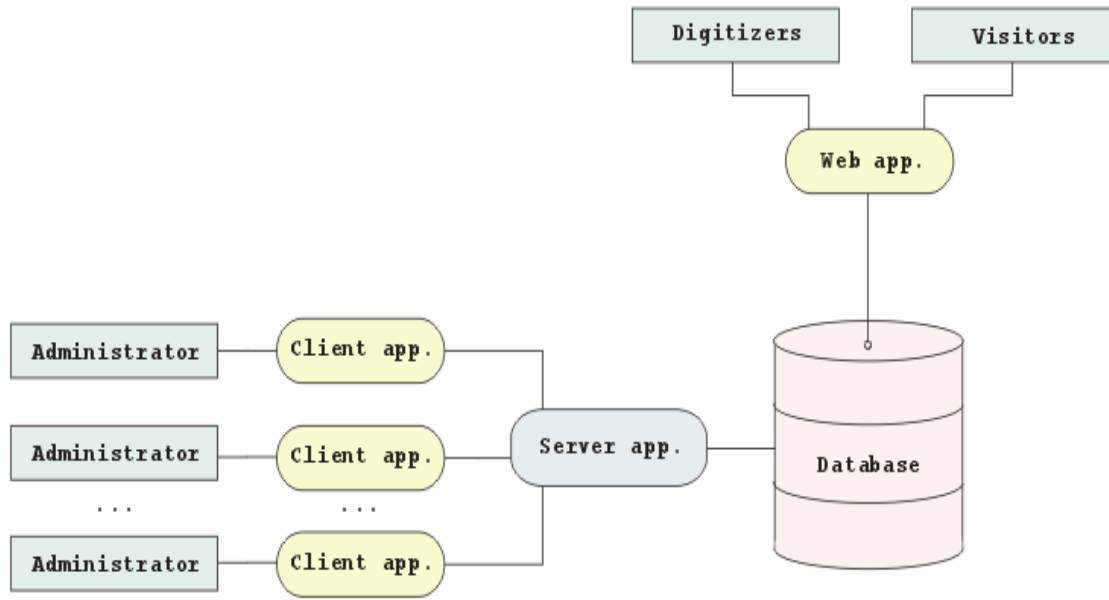 Digitizers
Visitors
Web app.
Administrator
Client app.
Administrator
Client app.
Server app.
Database
...
...
Administrator
Client app.